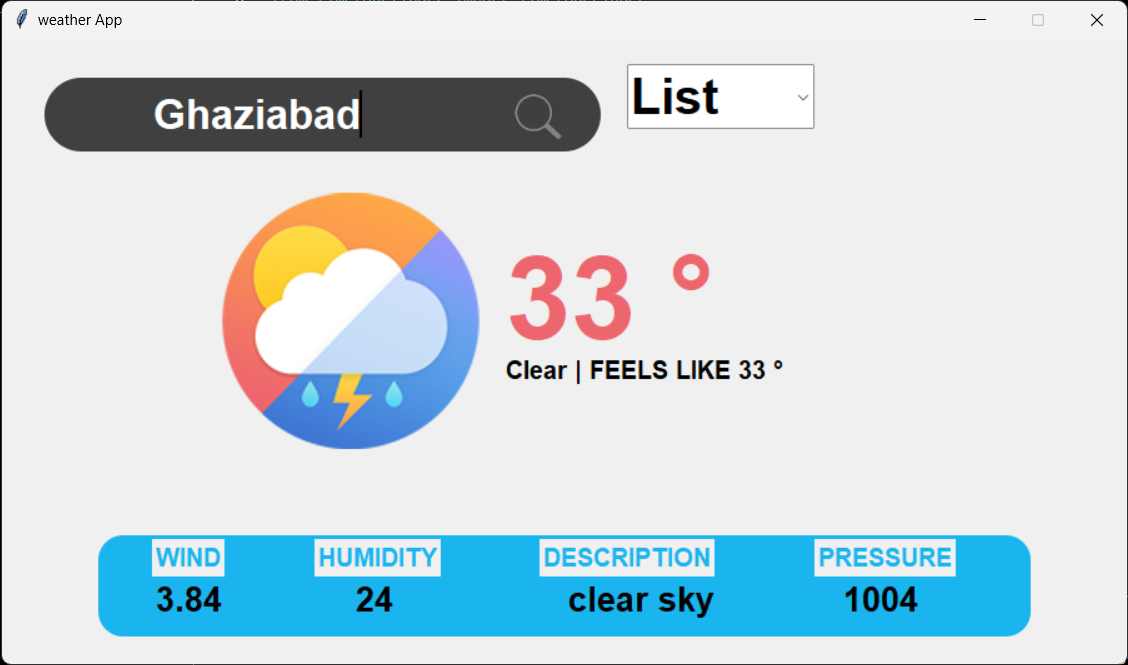 weather App
Ghaziabad
List
33 °
Clear | FEELS LIKE 33 °
WIND HUMIDITY DESCRIPTION PRESSURE
3.84 24 clear sky 1004